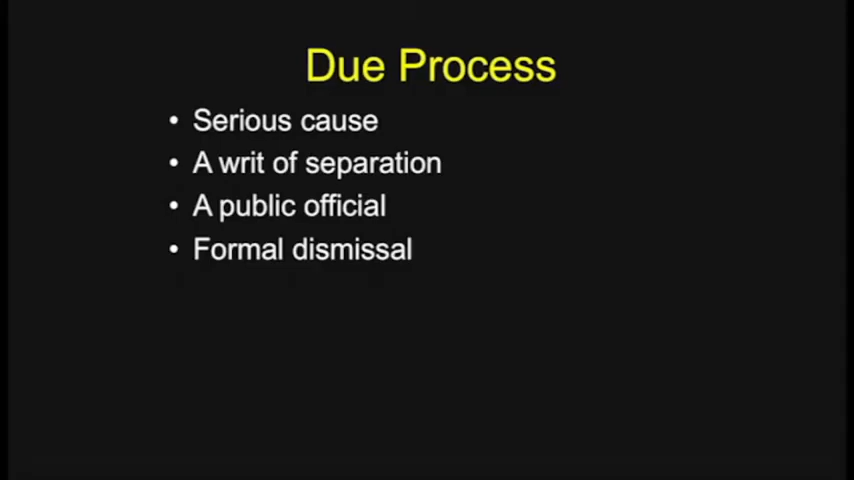 Due Process
• Serious cause
• A writ of separation
• A public official
• Formal dismissal